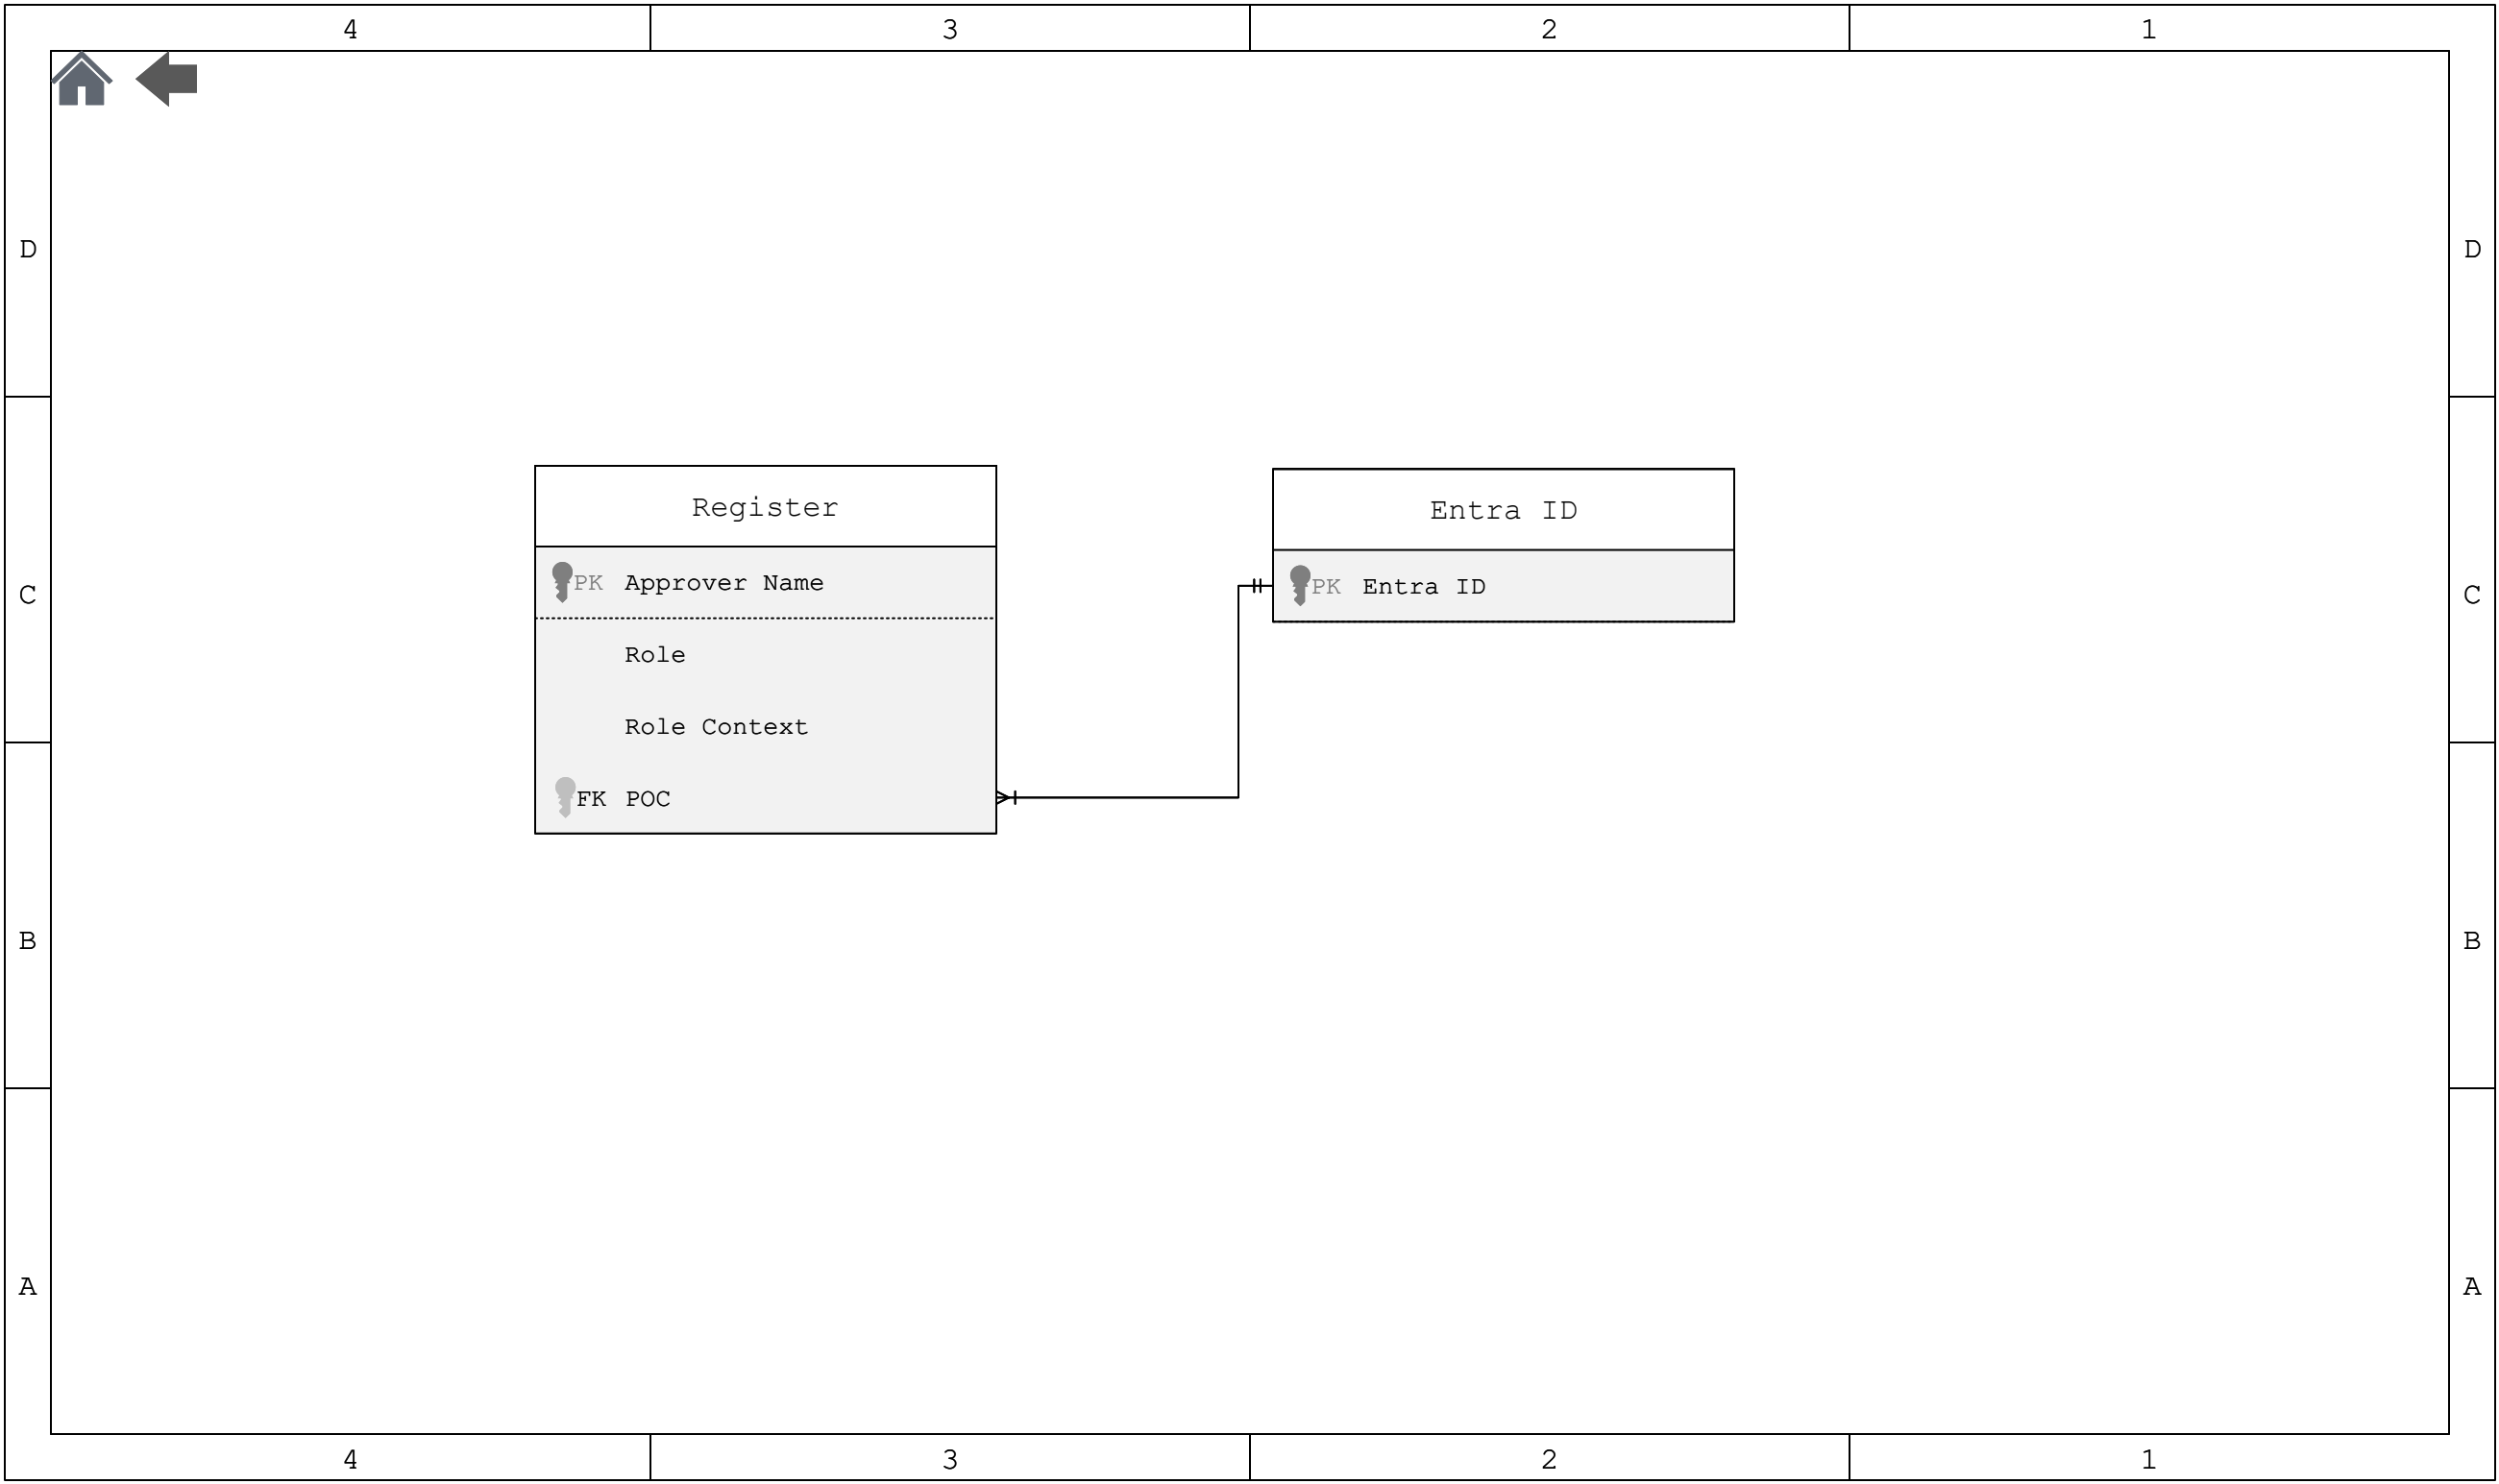 4 3 2 1
D D
Register
Entra ID
PK Approver Name
PK Entra ID
C C
Role
Role Context
FK POC
B B
A A
4 3 2 1